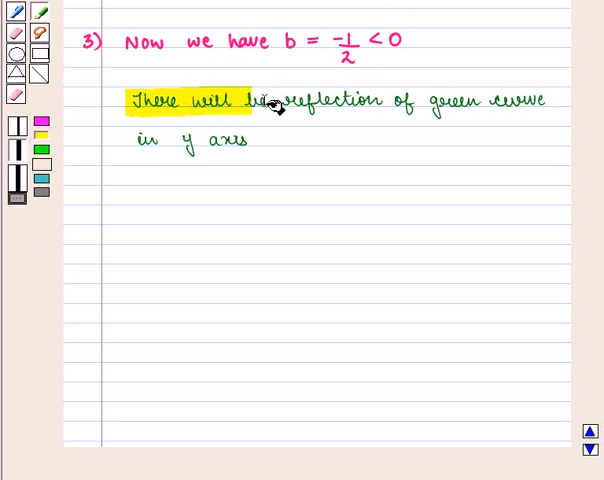 3) Now we have b = -1/2 < 0
There will be reflection of green curve
in y axis